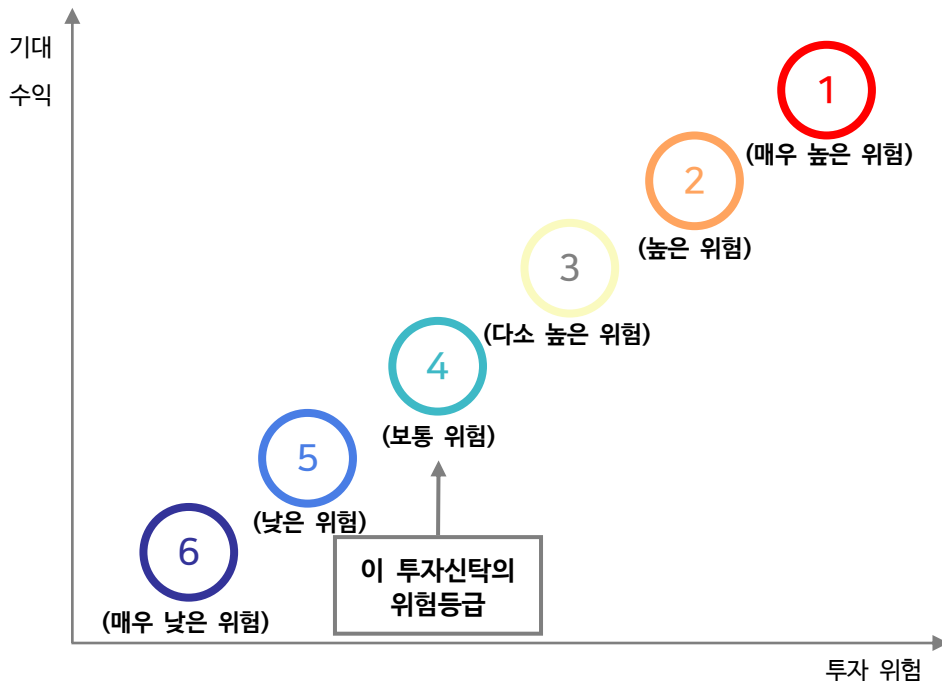 기대
수익
1
(매우 높은 위험)
2
(높은 위험)
3
(다소 높은 위험)
4
(보통 위험)
5
(낮은 위험)
6
(매우 낮은 위험)
이 투자신탁의
위험등급
투자 위험